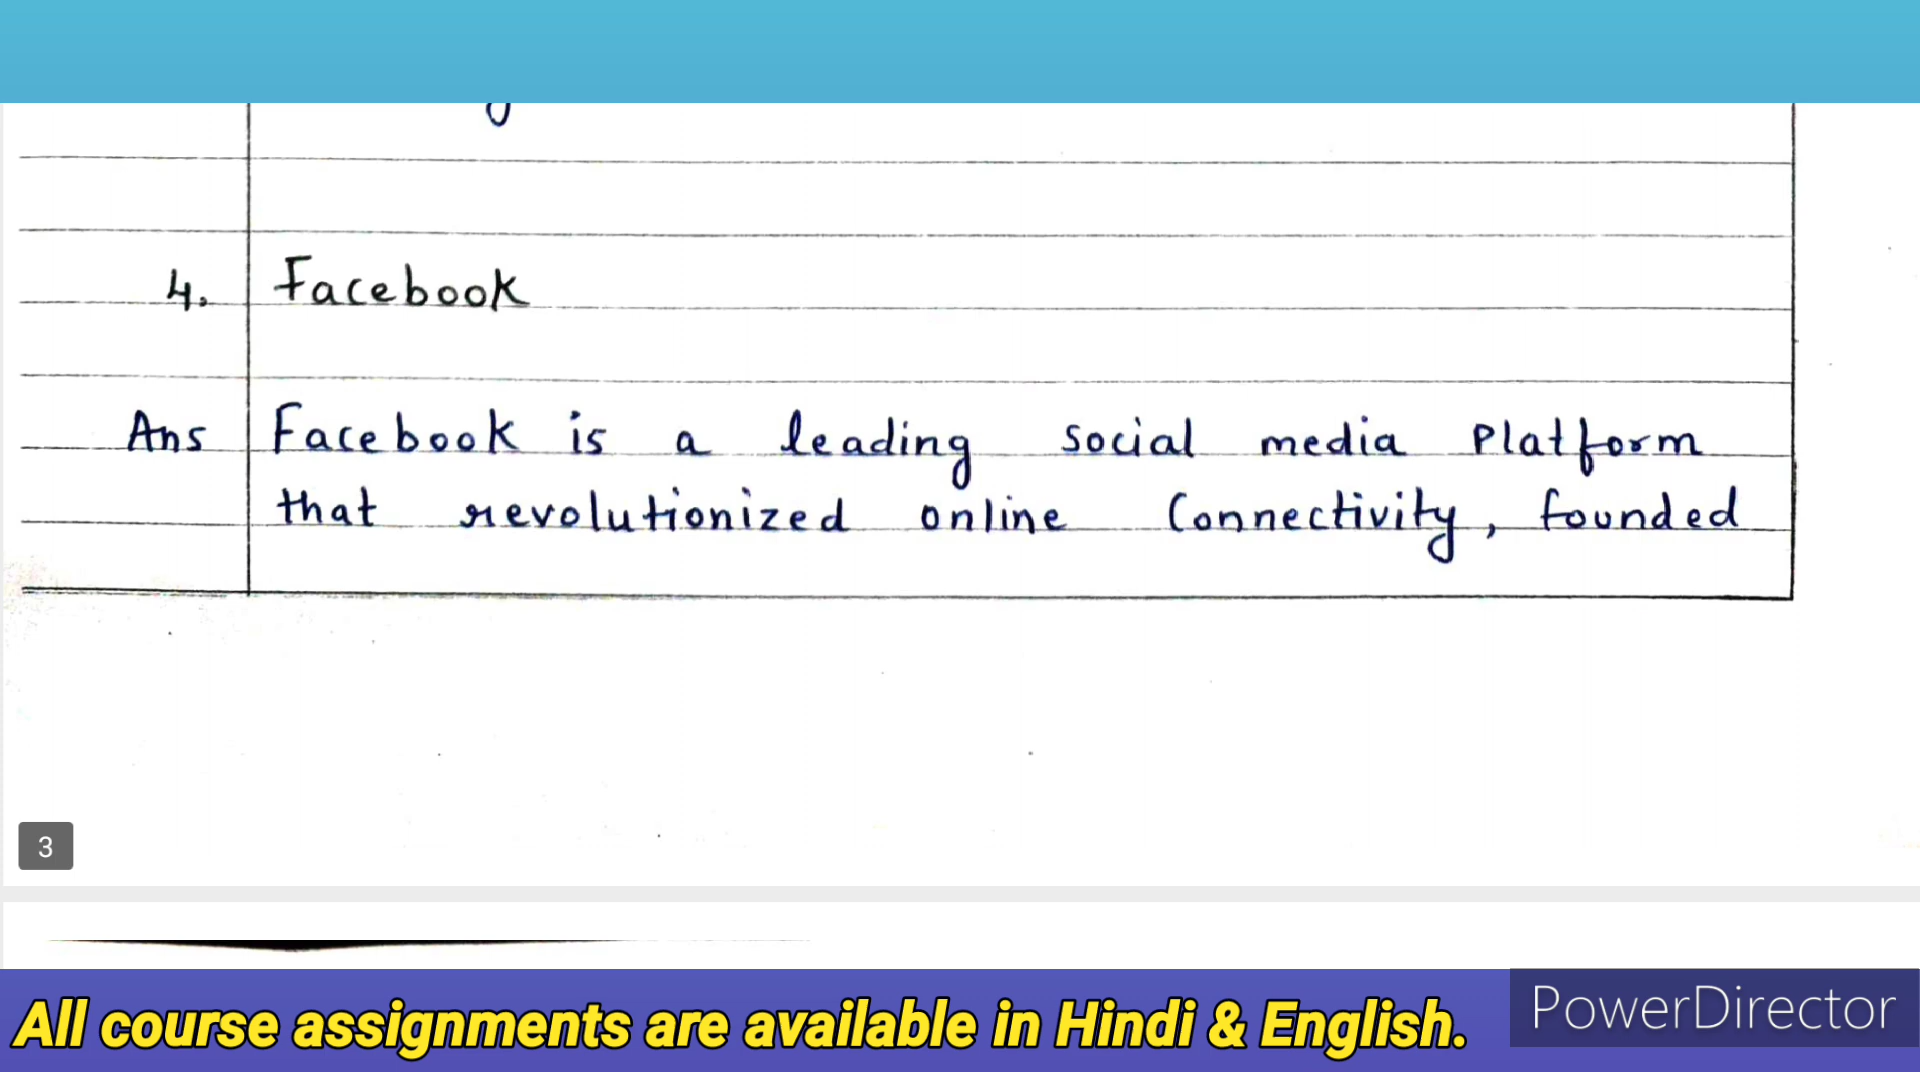 4. Facebook
Ans Facebook is a leading social media Platform
that revolutionized online Connectivity, founded
3
All course assignments are available in Hindi & English.
PowerDirector